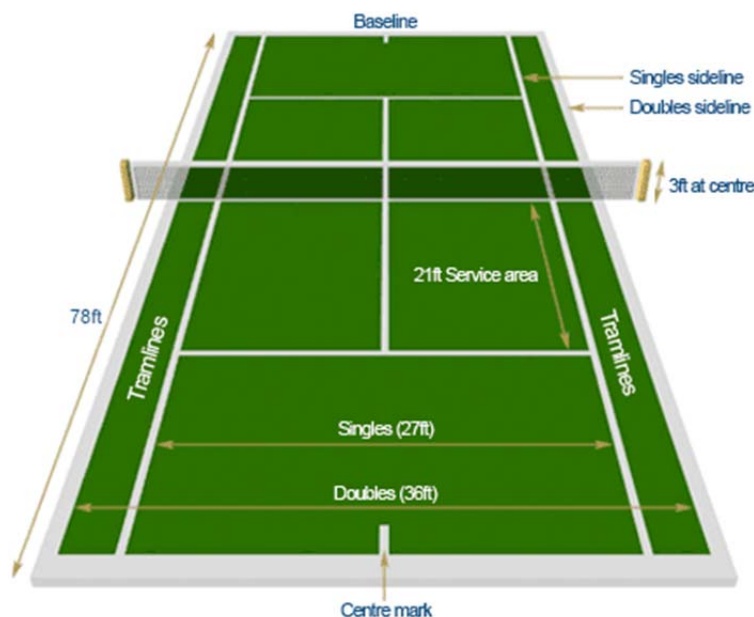 Baseline
Singles sideline
Doubles sideline
3ft at centre
21ft Service area
78ft
Tramlines
Tramlines
Singles (27ft)
Doubles (36ft)
Centre mark